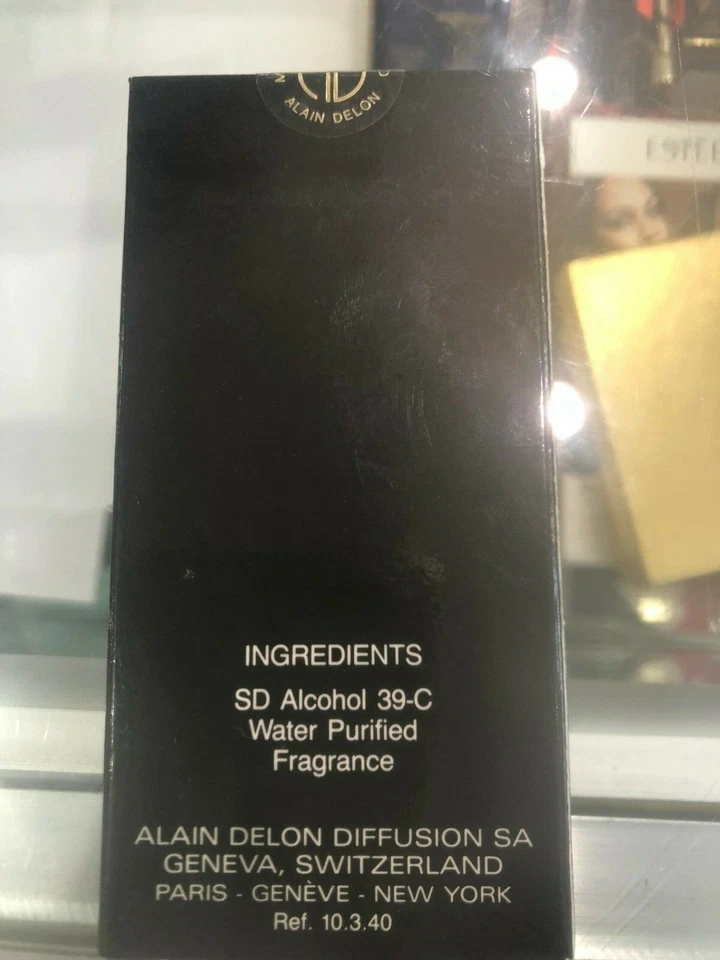 ALAIN DELON
INGREDIENTS
SD Alcohol 39-C
Water Purified
Fragrance
ALAIN DELON DIFFUSION SA
GENEVA, SWITZERLAND
PARIS - GENÈVE - NEW YORK
Ref. 10.3.40